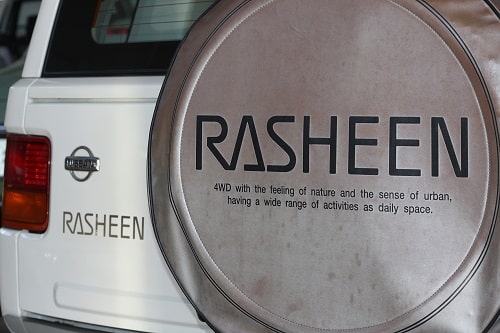 RASHEEN
4WD with the feeling of nature and the sense of urban,
having a wide range of activities as daily space.
NISSAN
RASHEEN